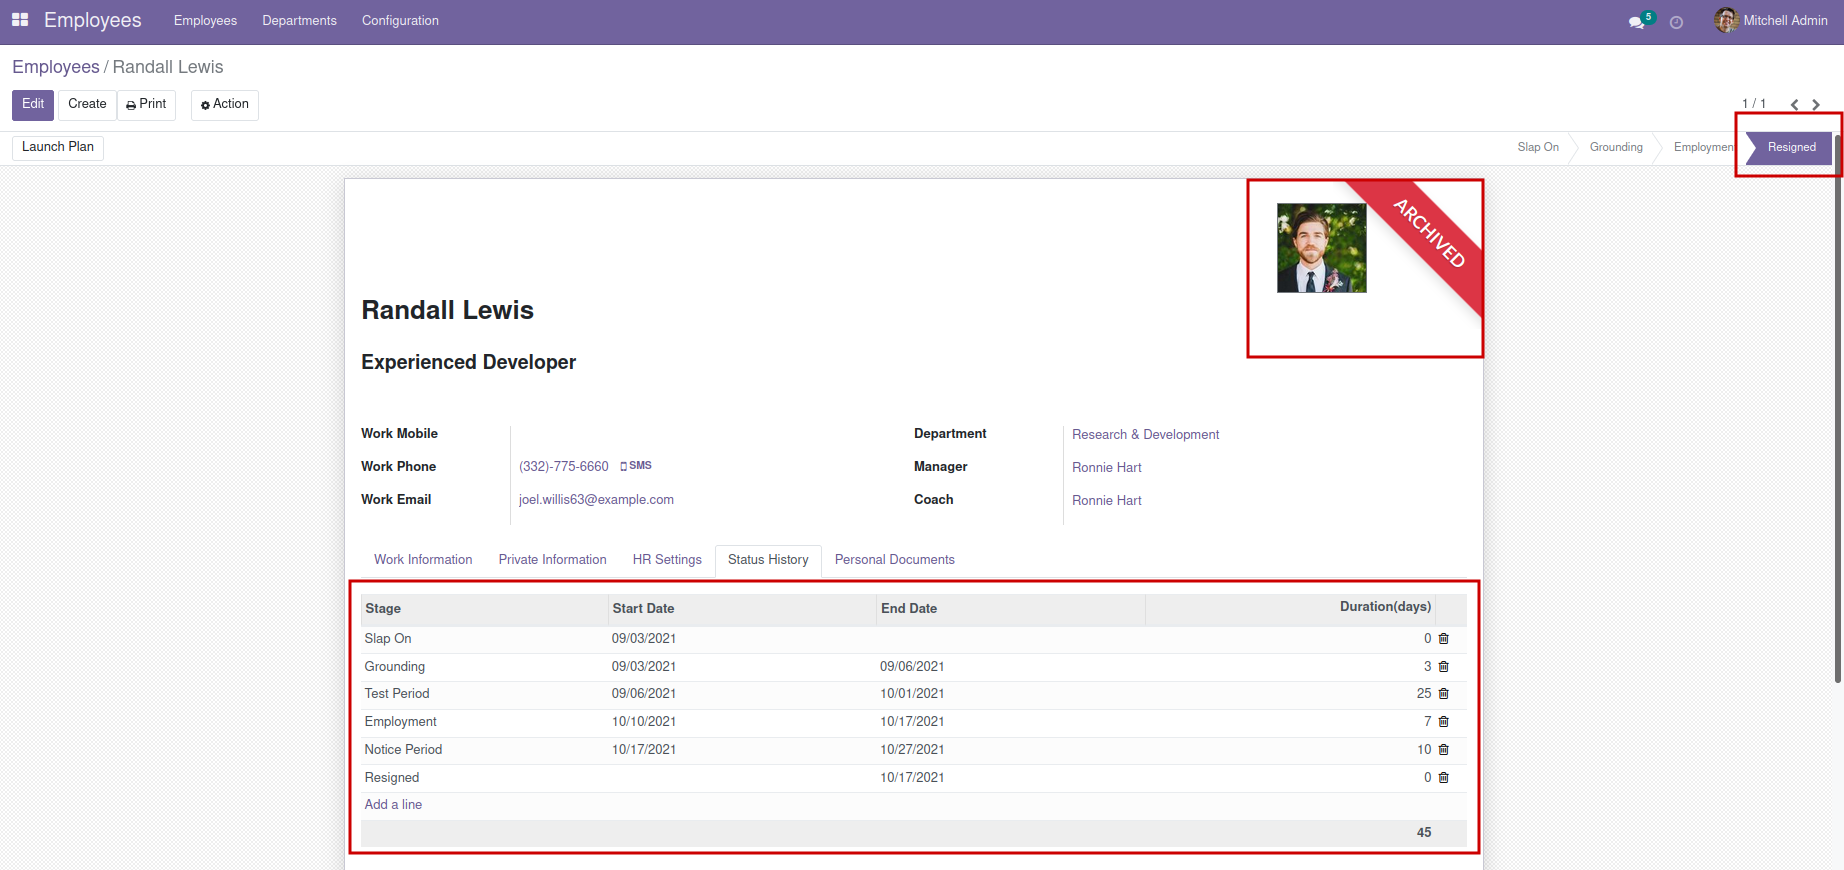 Employees Employees Departments Configuration 5 Mitchell Admin
Employees / Randall Lewis
Edit Create Print Action 1 / 1
Launch Plan Slap On Grounding Employmen Resigned
ARCHIVED
Randall Lewis
Experienced Developer
Work Mobile Department Research & Development
Work Phone (332)-775-6660 SMS Manager Ronnie Hart
Work Email joel.willis63@example.com Coach Ronnie Hart
Work Information Private Information HR Settings Status History Personal Documents
Stage Start Date End Date Duration(days)
Slap On 09/03/2021 0
Grounding 09/03/2021 09/06/2021 3
Test Period 09/06/2021 10/01/2021 25
Employment 10/10/2021 10/17/2021 7
Notice Period 10/17/2021 10/27/2021 10
Resigned 10/17/2021 0
Add a line
45